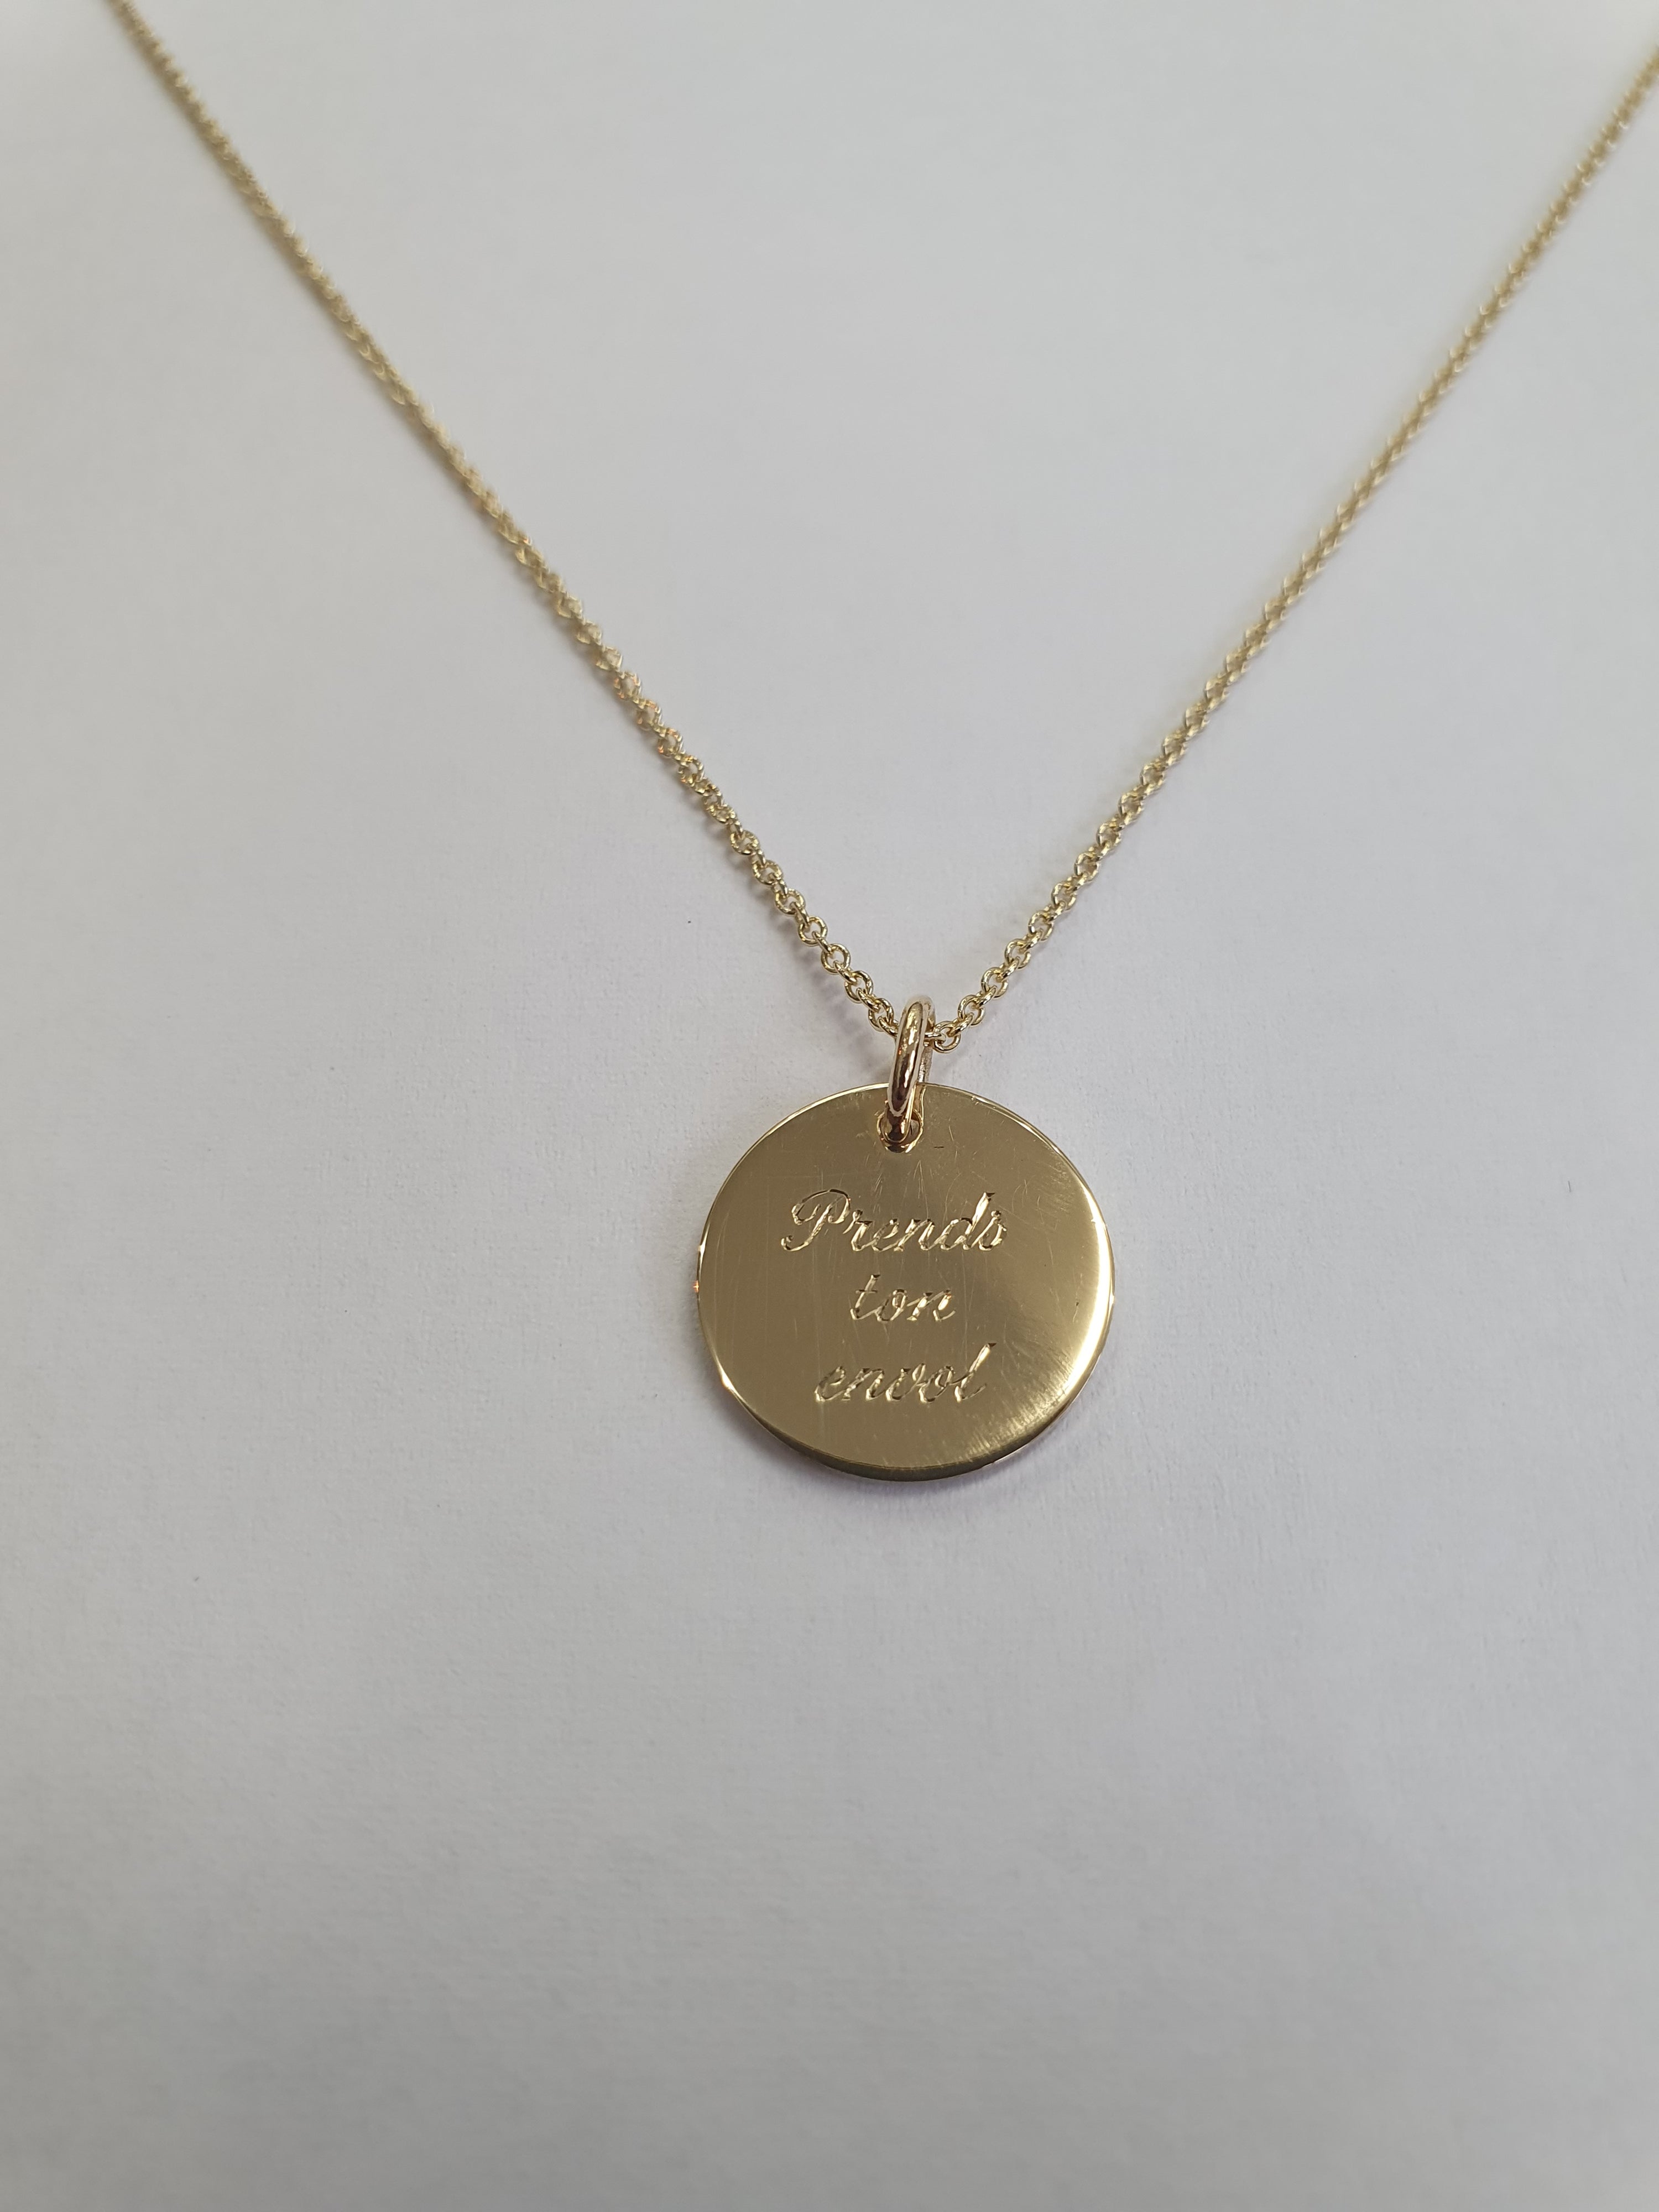 Prends
ton
envol